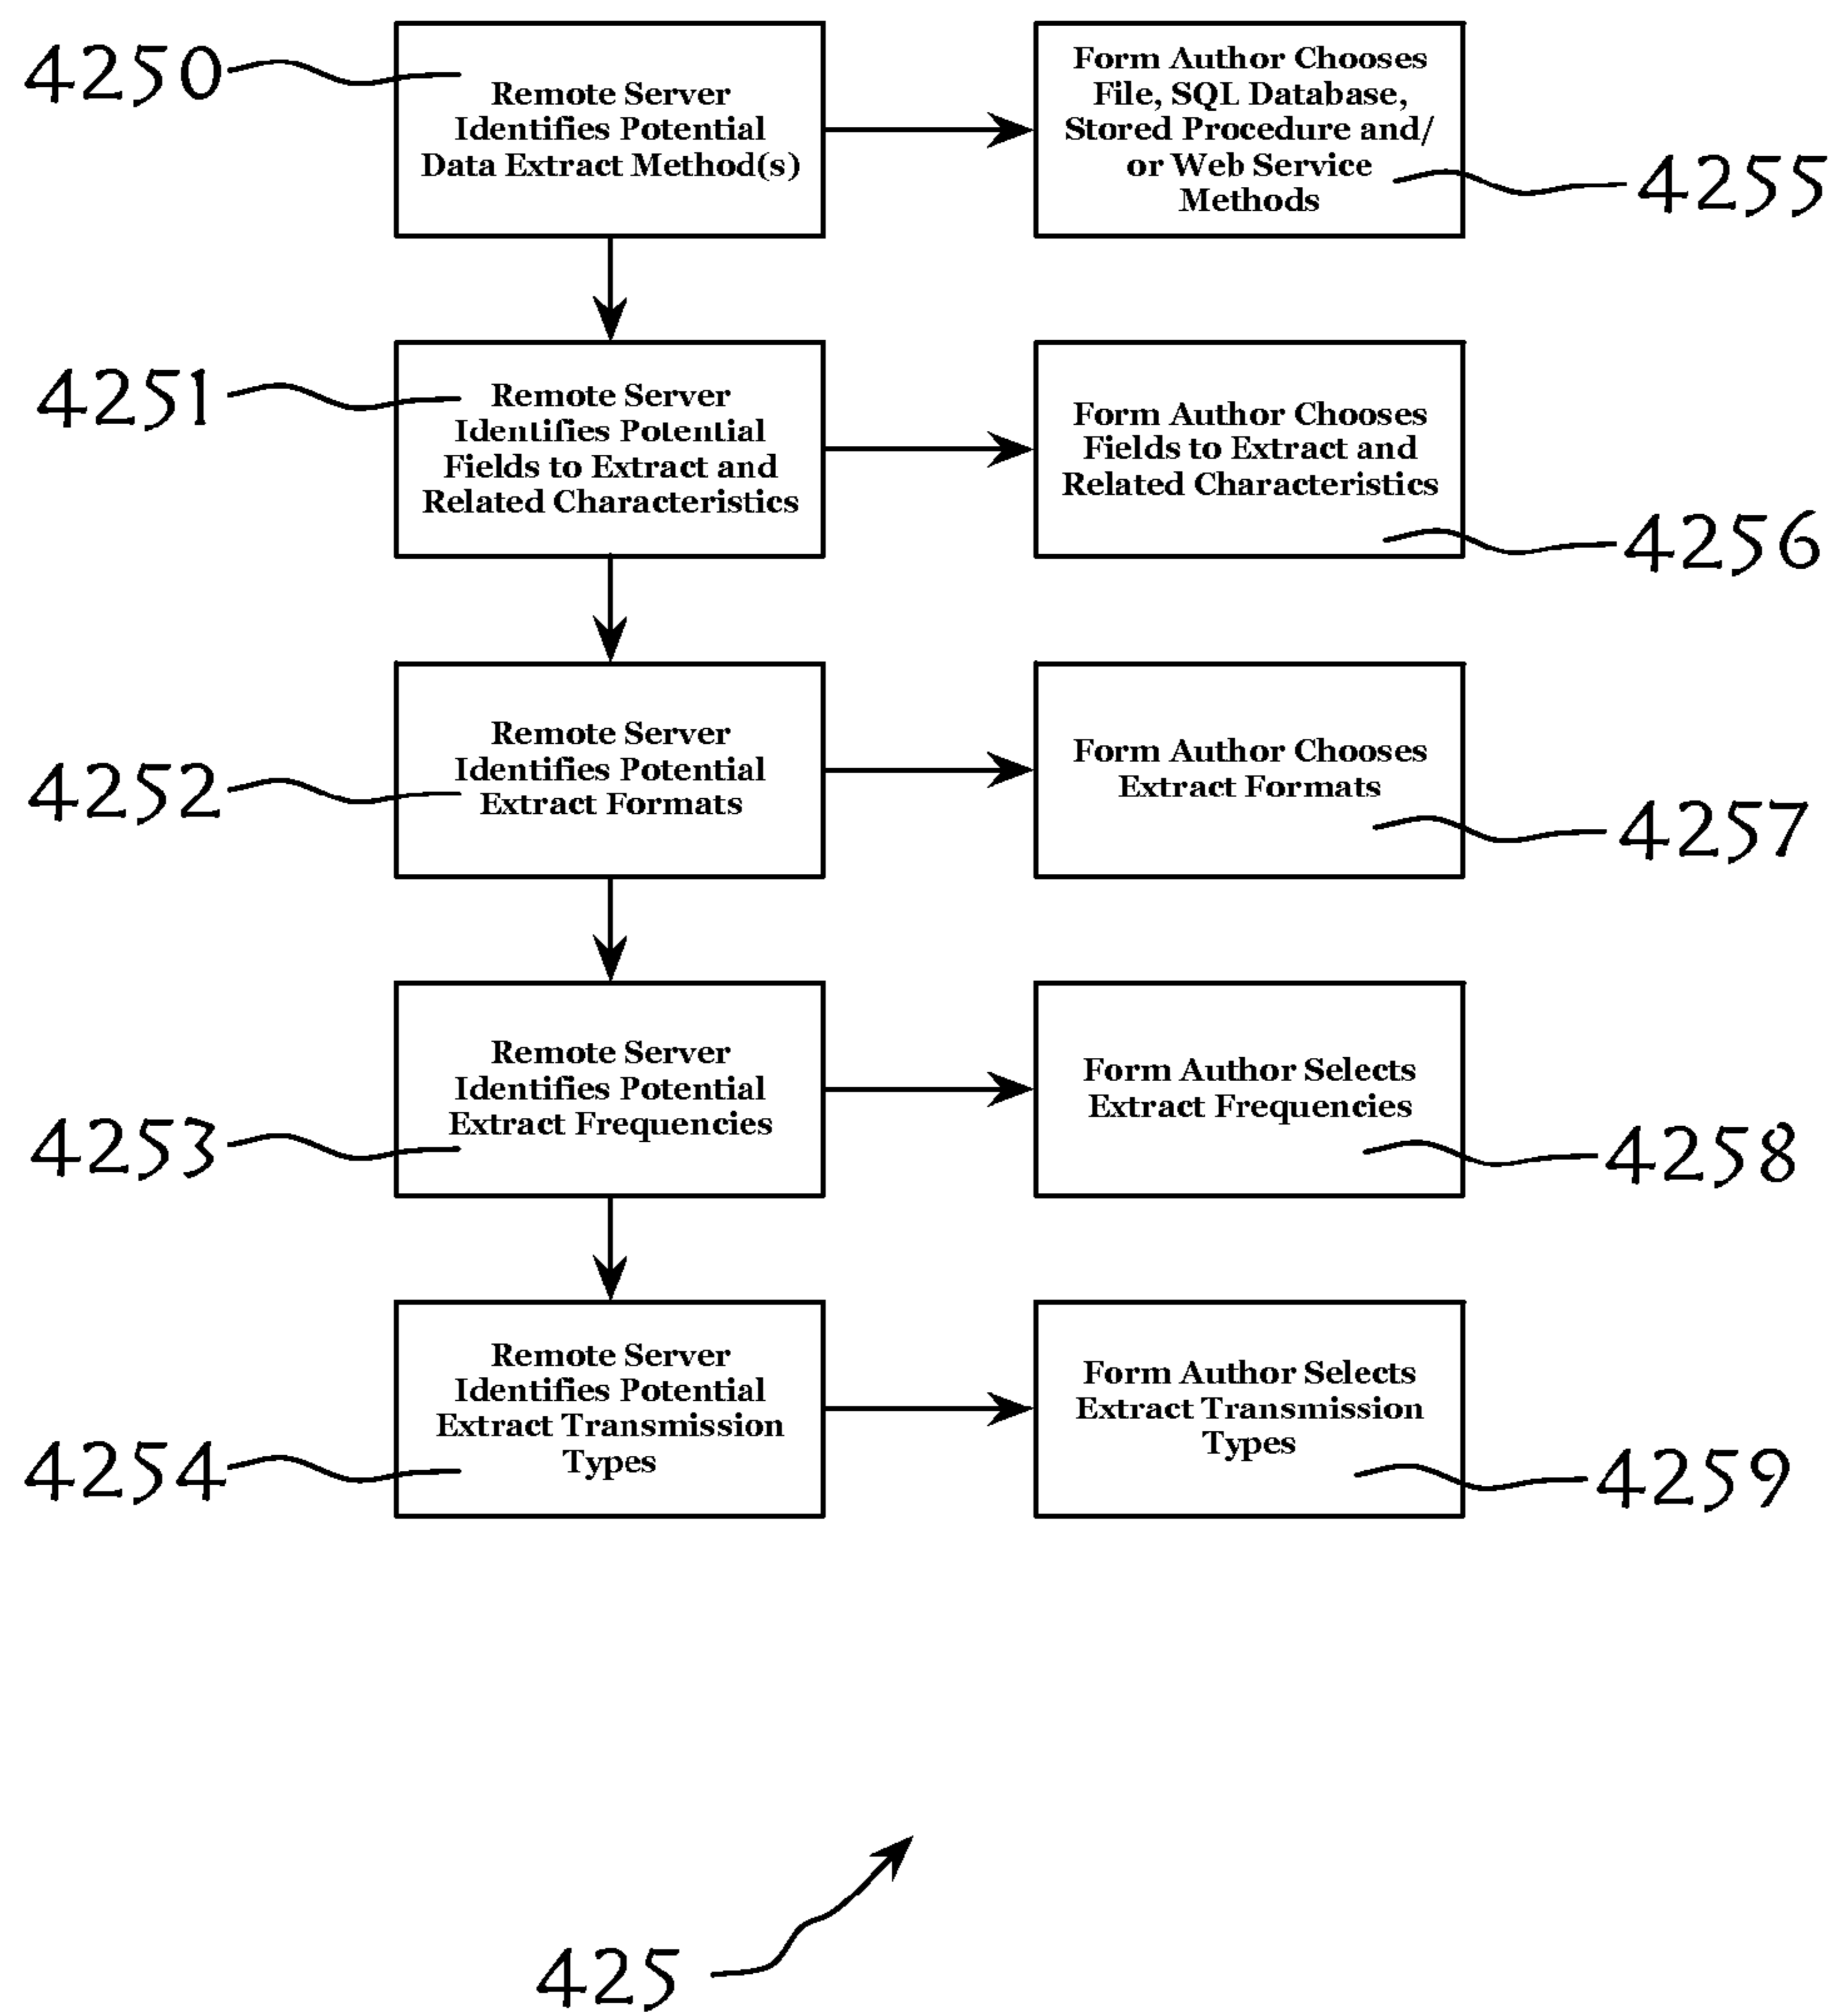 4250
Remote Server
Identifies Potential
Data Extract Method(s)
Form Author Chooses
File, SQL Database,
Stored Procedure and/
or Web Service
Methods
4255
4251
Remote Server
Identifies Potential
Fields to Extract and
Related Characteristics
Form Author Chooses
Fields to Extract and
Related Characteristics
4256
4252
Remote Server
Identifies Potential
Extract Formats
Form Author Chooses
Extract Formats
4257
4253
Remote Server
Identifies Potential
Extract Frequencies
Form Author Selects
Extract Frequencies
4258
4254
Remote Server
Identifies Potential
Extract Transmission
Types
Form Author Selects
Extract Transmission
Types
4259
425